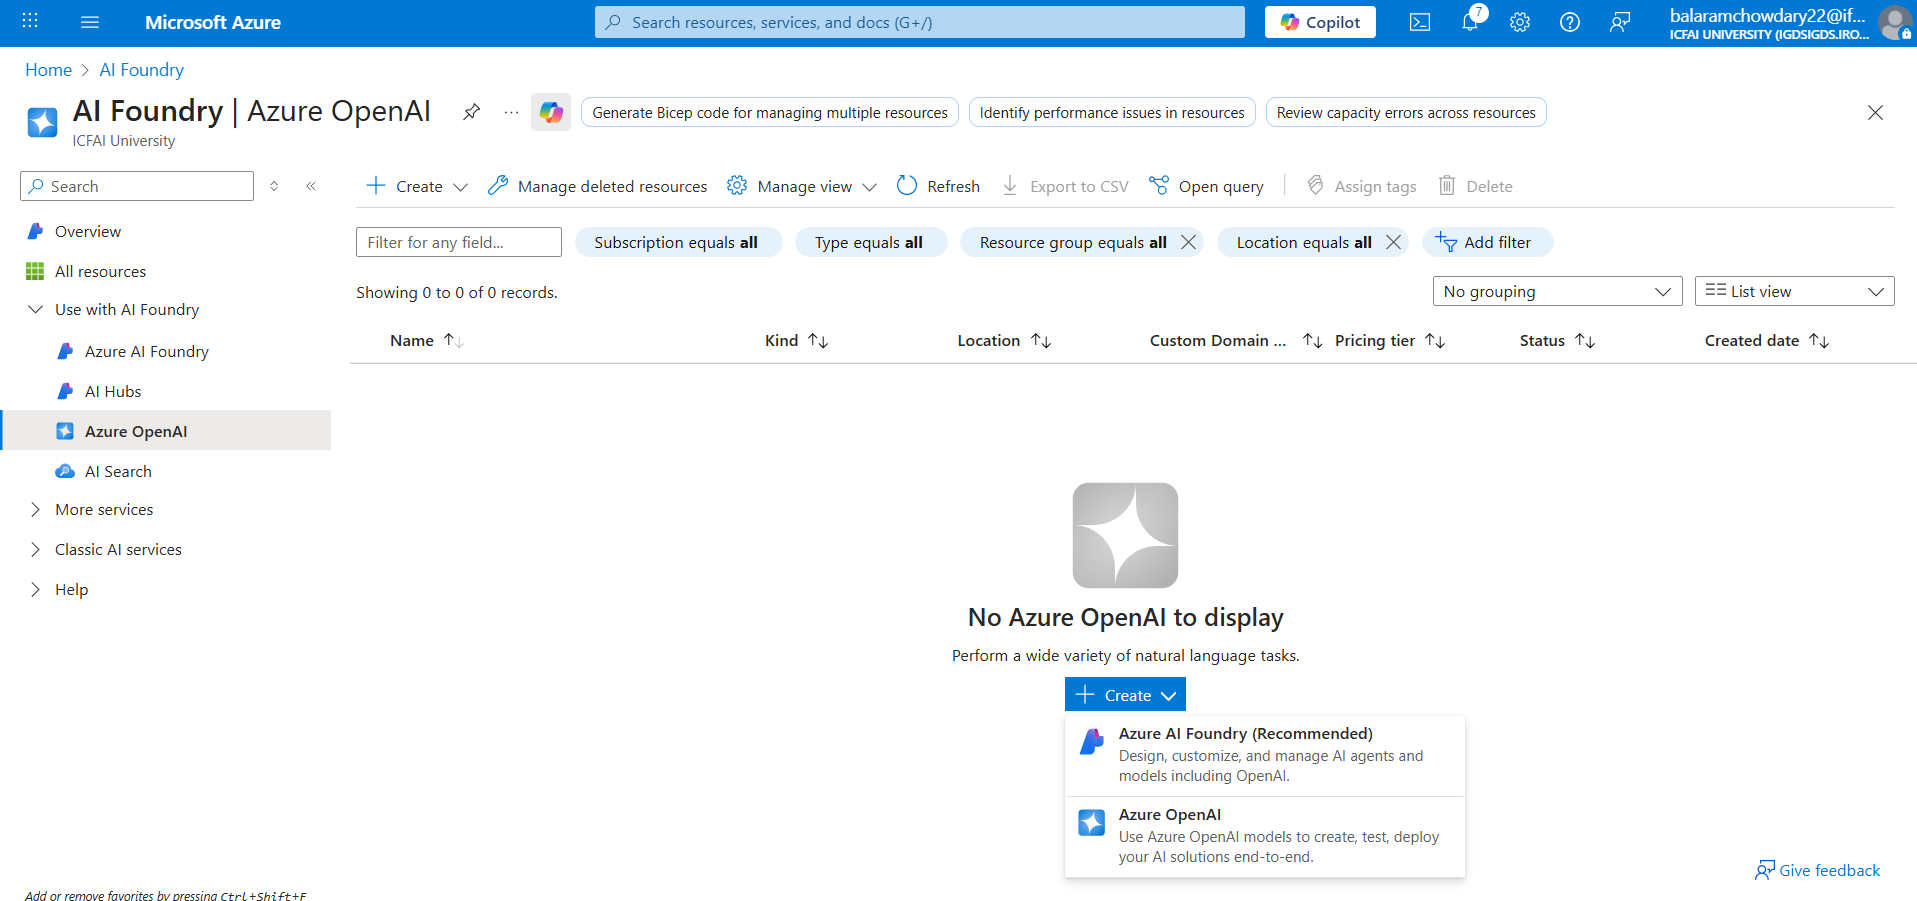 Microsoft Azure
Search resources, services, and docs (G+/)
Copilot
7
balaramchowdary22@if...
ICFAI UNIVERSITY (IGDSIGDS.IRO...
Home > AI Foundry
AI Foundry | Azure OpenAI
...
Generate Bicep code for managing multiple resources
Identify performance issues in resources
Review capacity errors across resources
ICFAI University
Search
Create
Manage deleted resources
Manage view
Refresh
Export to CSV
Open query
Assign tags
Delete
Overview
All resources
Use with AI Foundry
Azure AI Foundry
AI Hubs
Azure OpenAI
AI Search
More services
Classic AI services
Help
Add or remove favorites by pressing Ctrl+Shift+F
Filter for any field...
Subscription equals all
Type equals all
Resource group equals all
Location equals all
Add filter
Showing 0 to 0 of 0 records.
No grouping
List view
Name
Kind
Location
Custom Domain ...
Pricing tier
Status
Created date
No Azure OpenAI to display
Perform a wide variety of natural language tasks.
Create
Azure AI Foundry (Recommended)
Design, customize, and manage AI agents and
models including OpenAI.
Azure OpenAI
Use Azure OpenAI models to create, test, deploy
your AI solutions end-to-end.
Give feedback